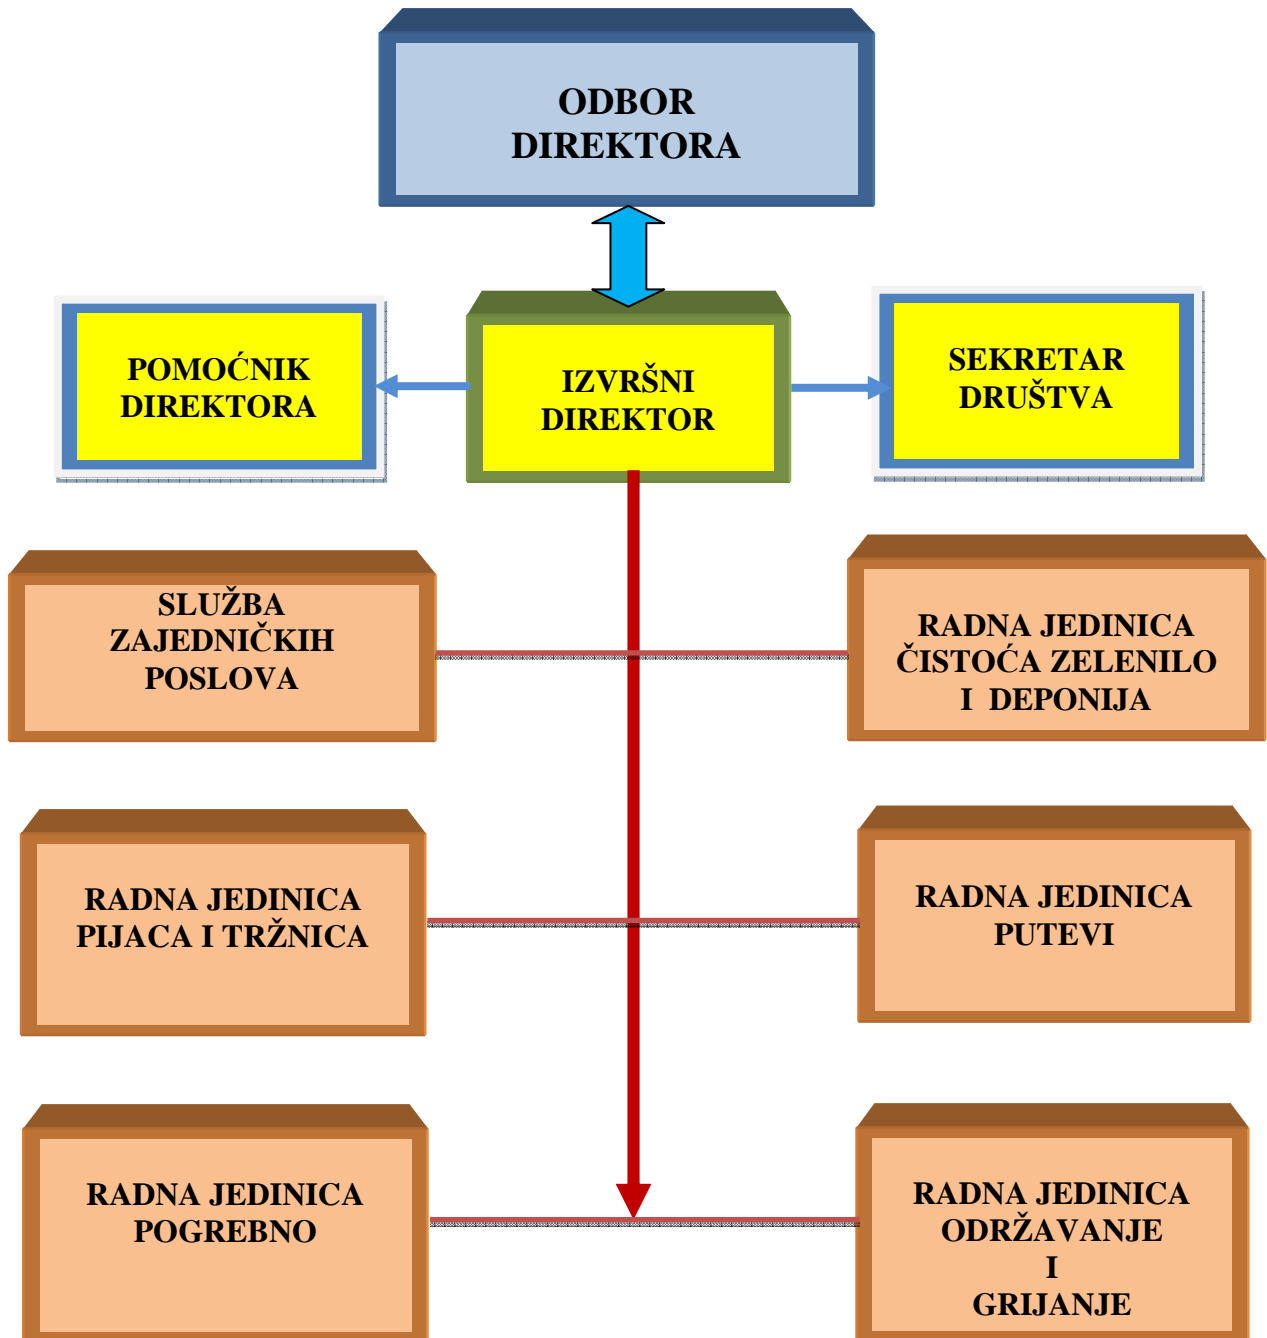 ODBOR
DIREKTORA
POMOĆNIK
DIREKTORA
IZVRŠNI
DIREKTOR
SEKRETAR
DRUŠTVA
SLUŽBA
ZAJEDNIČKIH
POSLOVA
RADNA JEDINICA
ČISTOĆA ZELENILO
I DEPONIJA
RADNA JEDINICA
PIJACA I TRŽNICA
RADNA JEDINICA
PUTEVI
RADNA JEDINICA
POGREBNO
RADNA JEDINICA
ODRŽAVANJE
I
GRIJANJE